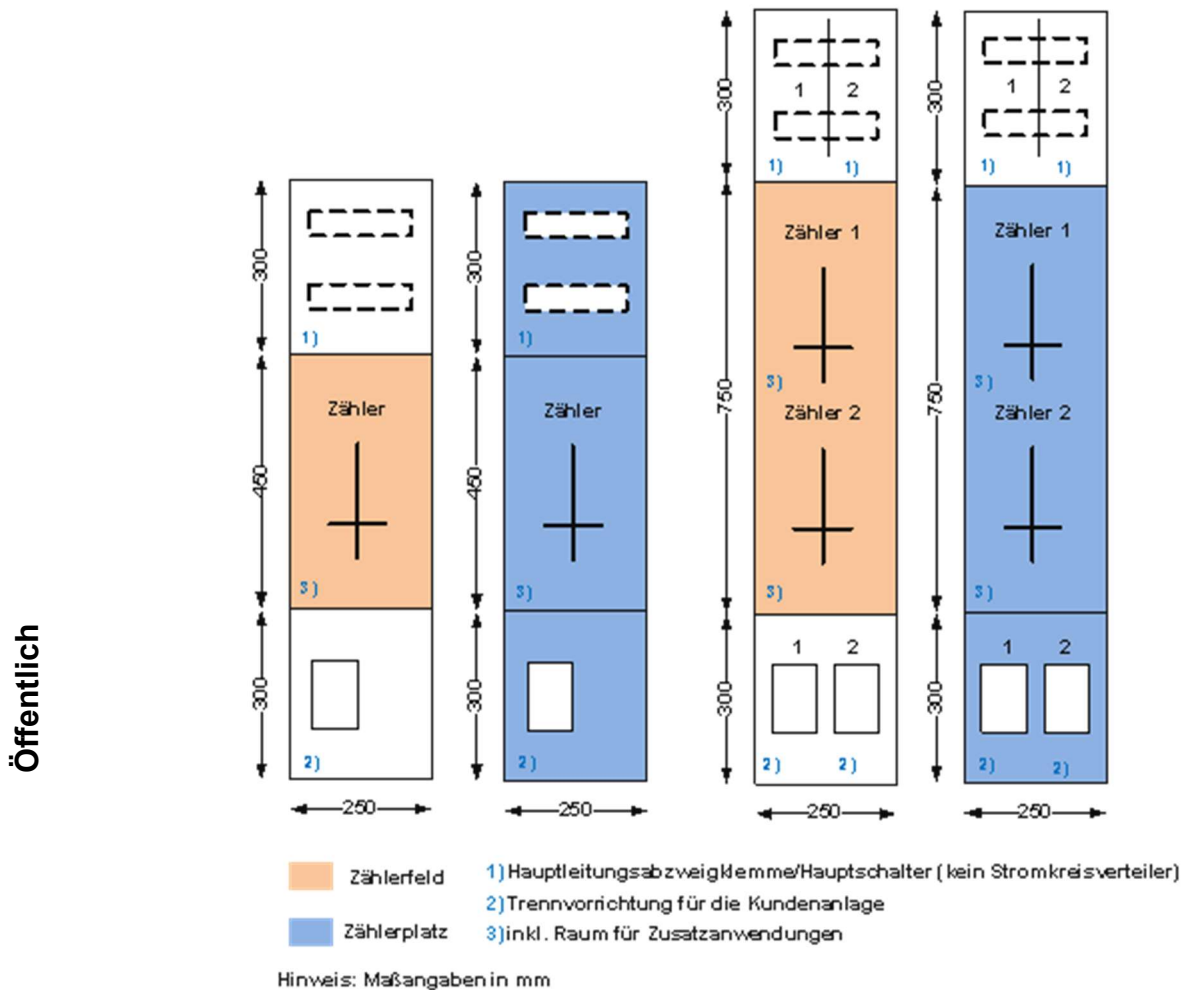 Öffentlich
300
1)
450
Zähler
3)
300
2)
250
300
1)
450
Zähler
3)
300
2)
250
300
1 2
1) 1)
750
Zähler 1
3)
Zähler 2
3)
300
1 2
2) 2)
250
300
1 2
1) 1)
750
Zähler 1
3)
Zähler 2
3)
300
1 2
2) 2)
250
Zählerfeld
Zählerplatz
1) Hauptleitungsabzweigklemme/Hauptschalter (kein Stromkreisverteiler)
2) Trennvorrichtung für die Kundenanlage
3) inkl. Raum für Zusatzanwendungen
Hinweis: Maßangaben in mm